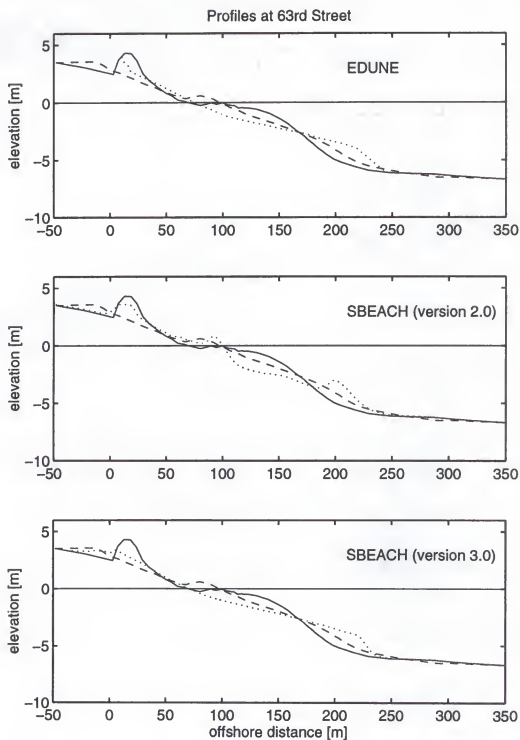 Profiles at 63rd Street
5
0
−5
−10
elevation [m]
EDUNE
−50 0 50 100 150 200 250 300 350
5
0
−5
−10
elevation [m]
SBEACH (version 2.0)
−50 0 50 100 150 200 250 300 350
5
0
−5
−10
elevation [m]
SBEACH (version 3.0)
−50 0 50 100 150 200 250 300 350
offshore distance [m]